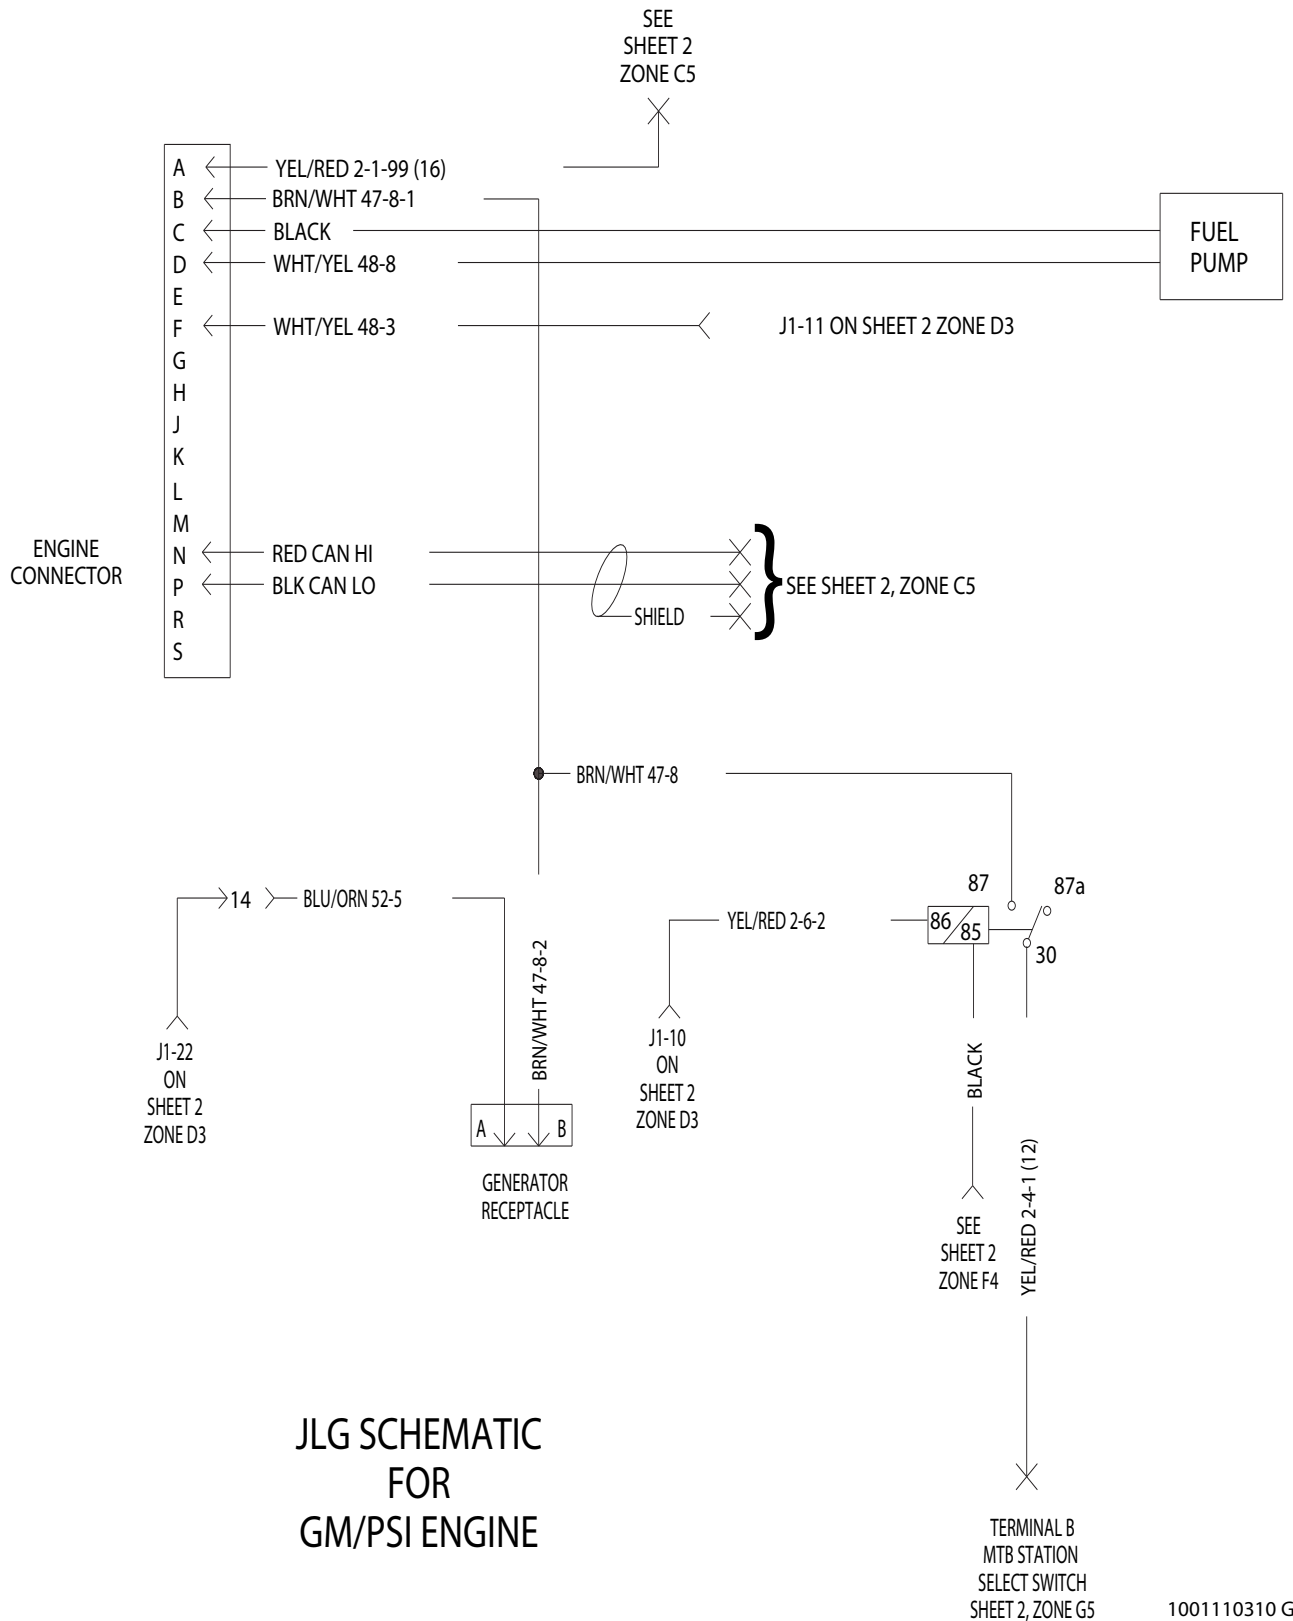 SEE
SHEET 2
ZONE C5
A YEL/RED 2-1-99 (16)
B BRN/WHT 47-8-1
C BLACK
D WHT/YEL 48-8
FUEL
PUMP
E
F WHT/YEL 48-3 J1-11 ON SHEET 2 ZONE D3
G
H
J
K
L
M
N RED CAN HI
P BLK CAN LO
R
S
ENGINE
CONNECTOR
SHIELD
SEE SHEET 2, ZONE C5
BRN/WHT 47-8
14 BLU/ORN 52-5
J1-22
ON
SHEET 2
ZONE D3
BRN/WHT 47-8-2
A B
GENERATOR
RECEPTACLE
YEL/RED 2-6-2
J1-10
ON
SHEET 2
ZONE D3
87 87a
86 85
30
BLACK
SEE
SHEET 2
ZONE F4
YEL/RED 2-4-1 (12)
TERMINAL B
MTB STATION
SELECT SWITCH
SHEET 2, ZONE G5
JLG SCHEMATIC
FOR
GM/PSI ENGINE
1001110310 G